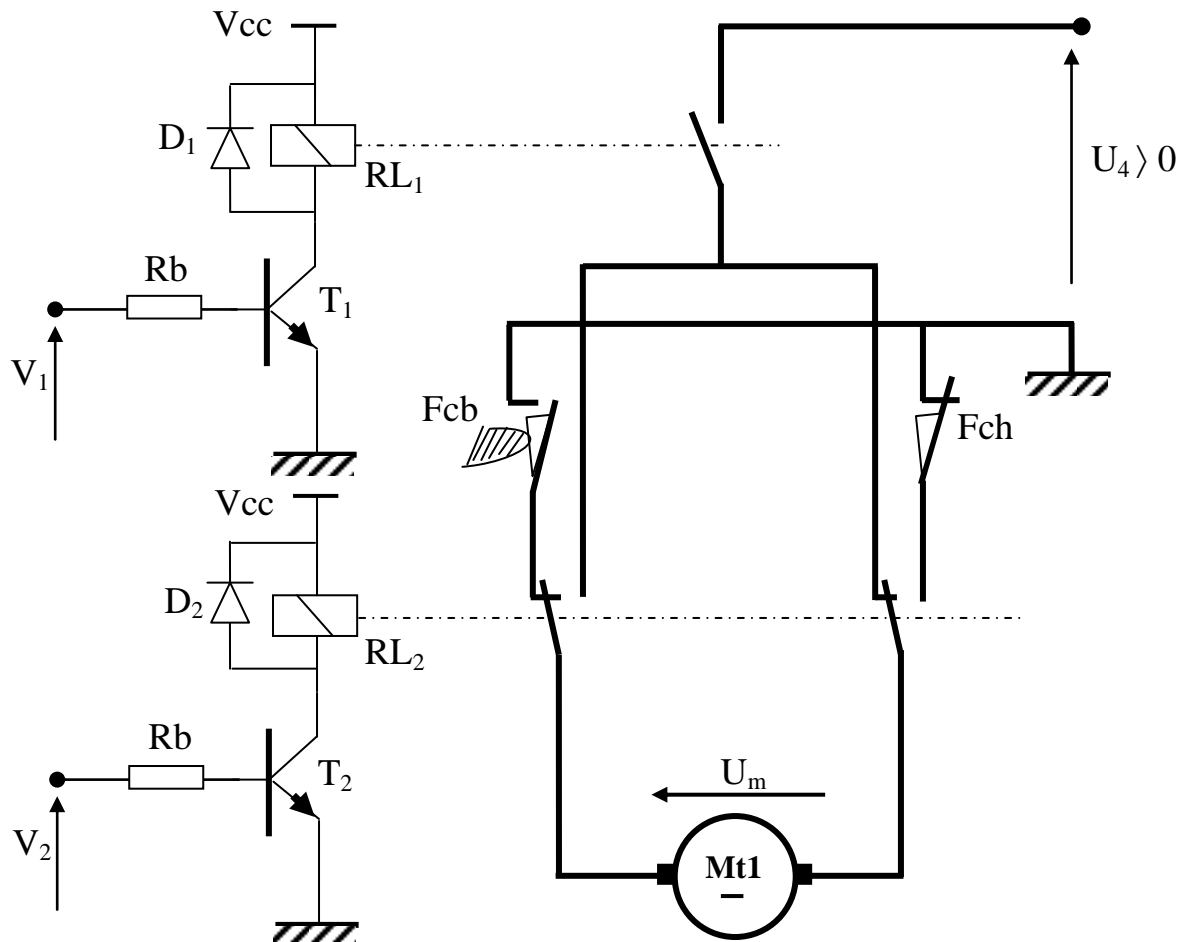 Vcc
D₁
RL₁
U₄ ⟩ 0
Rb
T₁
V₁
Fcb
Fch
Vcc
D₂
RL₂
Rb
T₂
Uₘ
V₂
Mt1